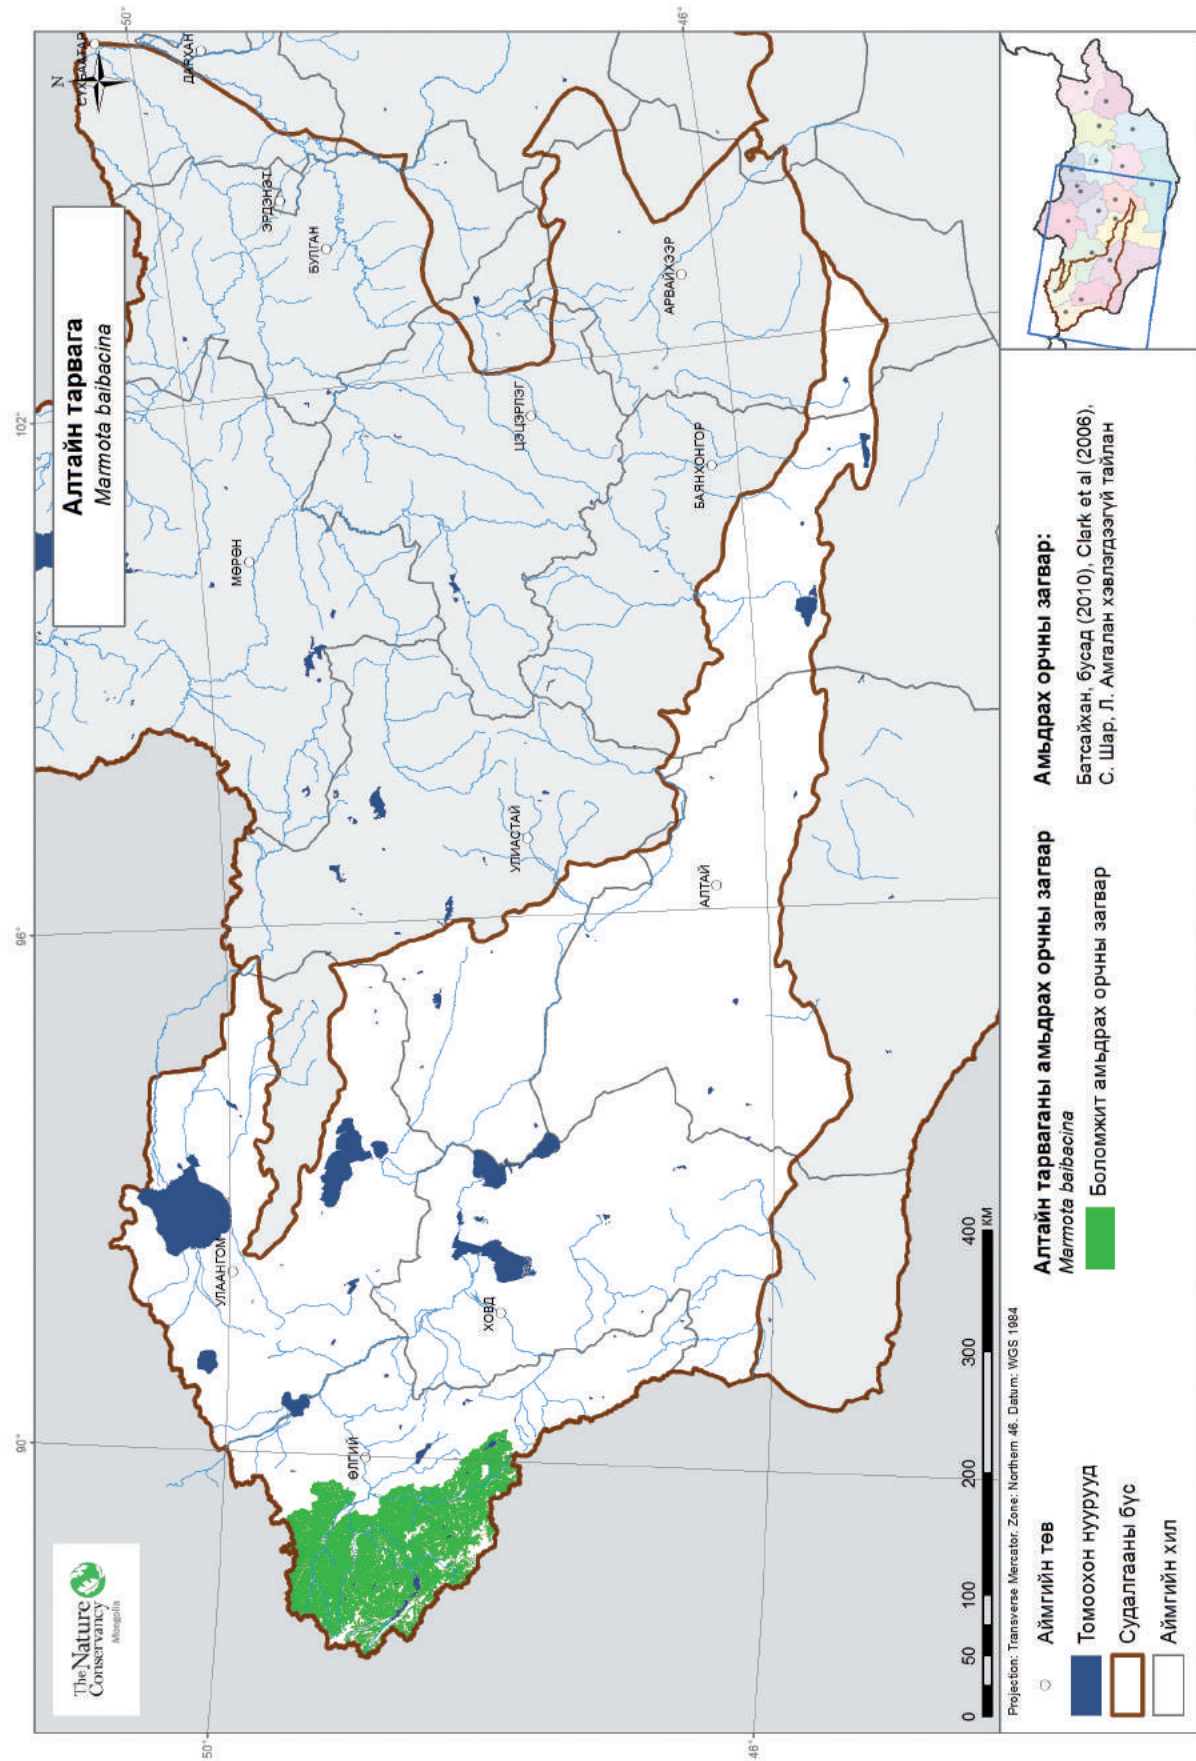 Алтайн тарвага
Marmota baibacina
The Nature
Conservancy
Mongolia
N
90°
96°
102°
50°
46°
50°
46°
СҮХБААТАР
ДАРХАН
ЭРДЭНЭТ
БУЛГАН
МӨРӨН
ЦЭЦЭРЛЭГ
АРВАЙХЭЭР
БАЯНХОНГОР
УЛИАСТАЙ
АЛТАЙ
УЛААНГОМ
ХОВД
ӨЛГИЙ
0 50 100 200 300 400
КМ
Projection: Transverse Mercator. Zone: Northern 46. Datum: WGS 1984
Аймгийн төв
Томоохон нуурууд
Судалгааны бүс
Аймгийн хил
Алтайн тарваганы амьдрах орчны загвар
Marmota baibacina
Боломжит амьдрах орчны загвар
Амьдрах орчны загвар:
Батсайхан, бусад (2010), Clark et al (2006),
С. Шар, Л. Амгалан хэвлэгдээгүй тайлан